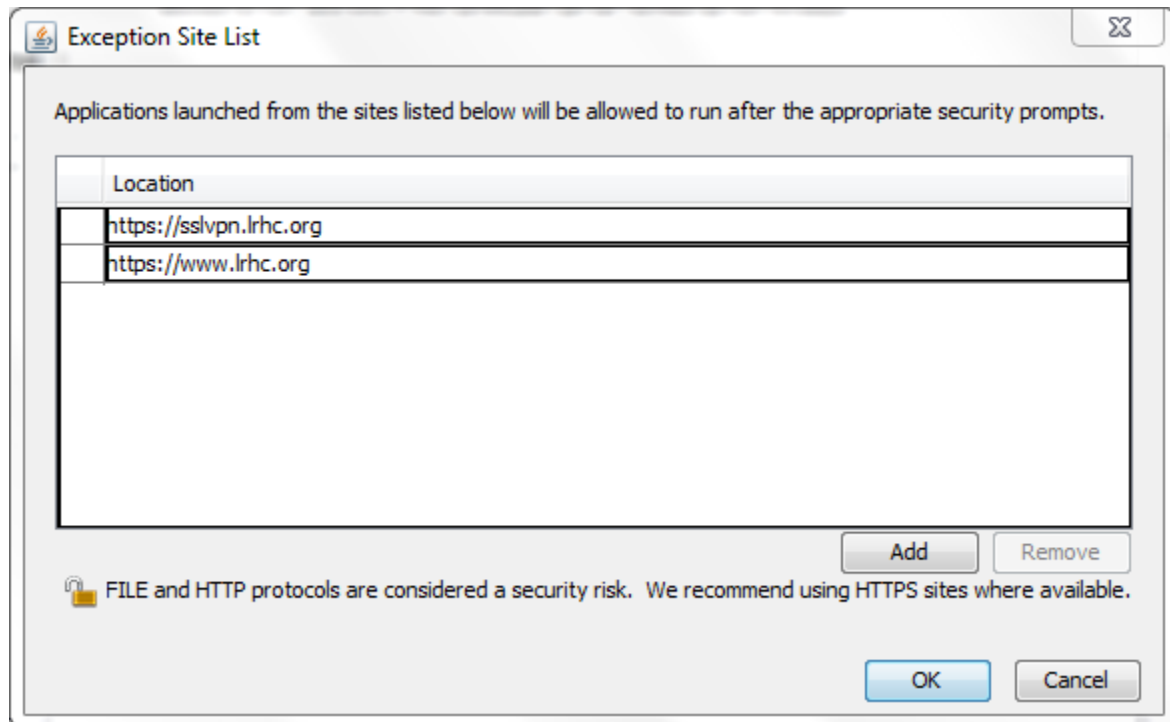 Exception Site List
Applications launched from the sites listed below will be allowed to run after the appropriate security prompts.
Location
https://sslvpn.lrhc.org
https://www.lrhc.org
Add Remove
FILE and HTTP protocols are considered a security risk. We recommend using HTTPS sites where available.
OK Cancel